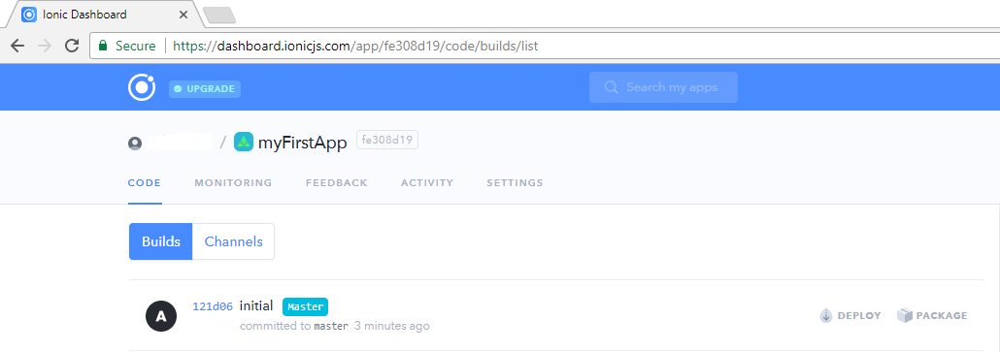 Ionic Dashboard
Secure https://dashboard.ionicjs.com/app/fe308d19/code/builds/list
UPGRADE Search my apps
/ myFirstApp fe308d19
CODE MONITORING FEEDBACK ACTIVITY SETTINGS
Builds Channels
A 121d06 initial Master
committed to master 3 minutes ago
DEPLOY PACKAGE